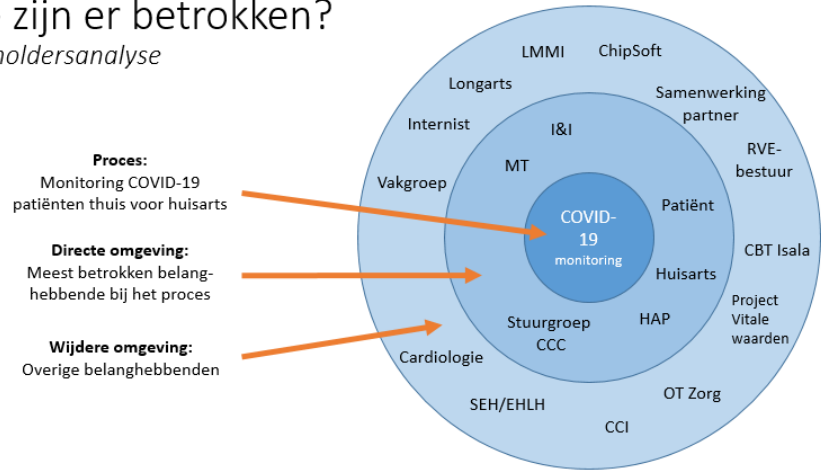 zijn er betrokken?
holdersanalyse
Proces:
Monitoring COVID-19
patiënten thuis voor huisarts
Directe omgeving:
Meest betrokken belang-
hebbende bij het proces
Wijdere omgeving:
Overige belanghebbenden
LMMI
ChipSoft
Longarts
Samenwerking
partner
Internist
I&I
RVE-
bestuur
MT
Vakgroep
Patiënt
COVID-
19
monitoring
CBT Isala
Huisarts
Project
Vitale
waarden
Stuurgroep
CCC
HAP
Cardiologie
OT Zorg
SEH/EHLH
CCI